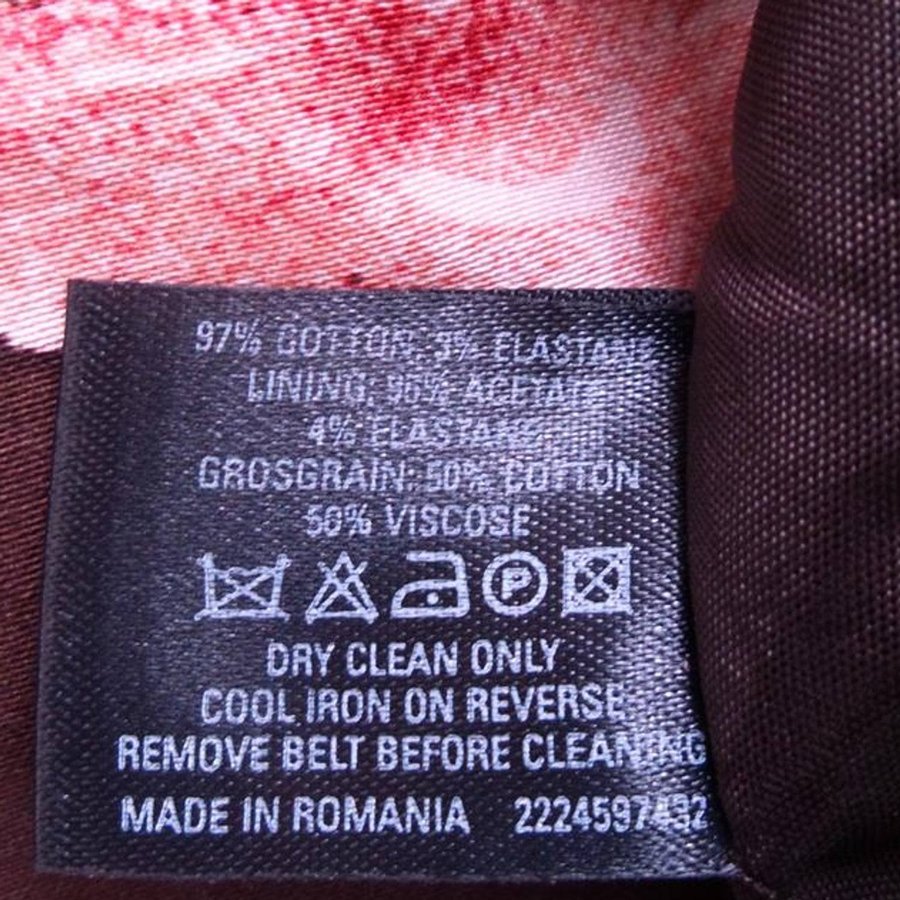 97% COTTON, 3% ELASTANE
LINING: 96% ACETATE
4% ELASTANE
GROSGRAIN: 50% COTTON
50% VISCOSE
P
DRY CLEAN ONLY
COOL IRON ON REVERSE
REMOVE BELT BEFORE CLEANING
MADE IN ROMANIA 2224597432